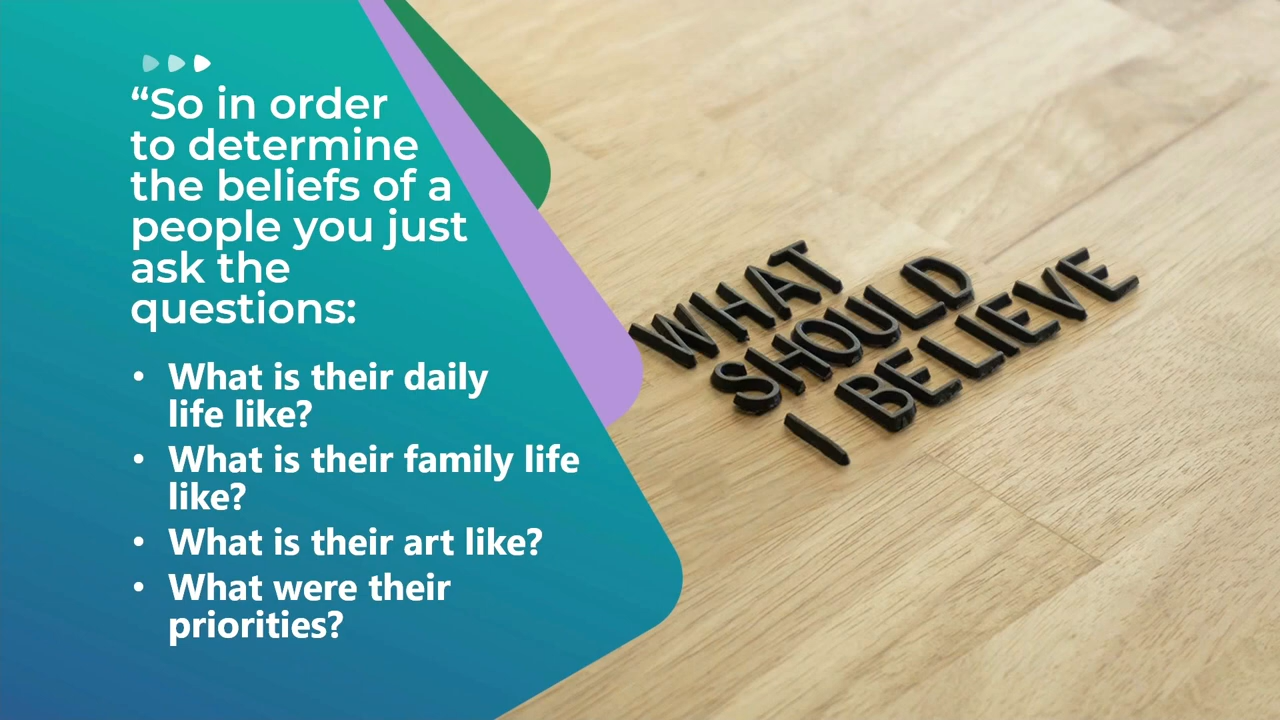 “So in order
to determine
the beliefs of a
people you just
ask the
questions:
• What is their daily
life like?
• What is their family life
like?
• What is their art like?
• What were their
priorities?
WHAT
SHOULD
I BELIEVE